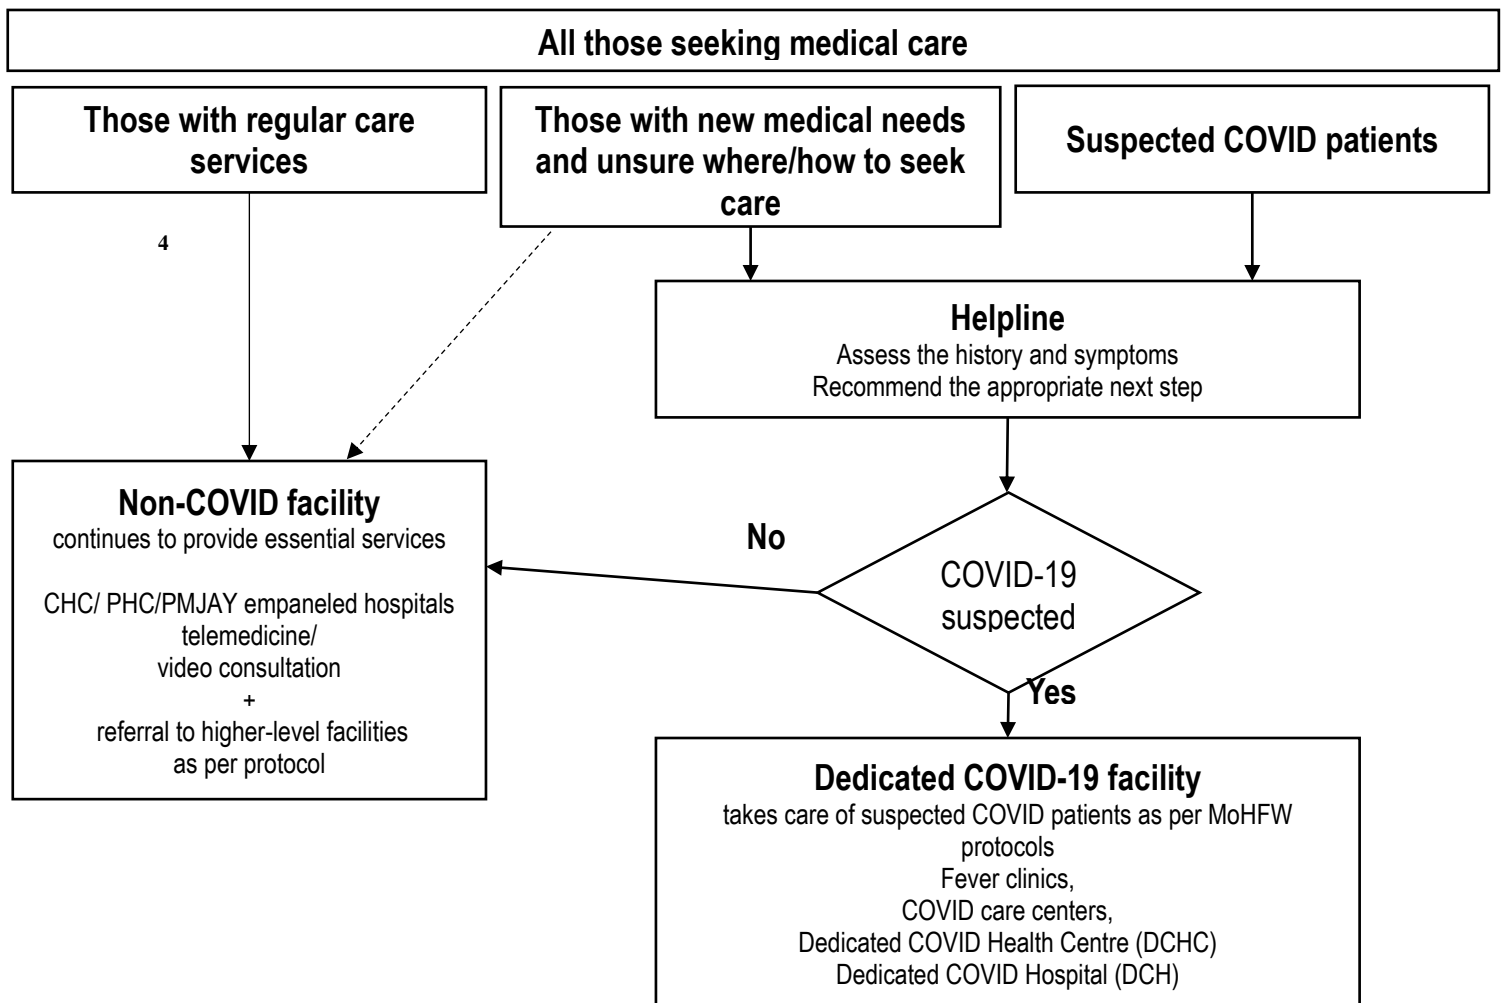 All those seeking medical care
Those with regular care
services
Those with new medical needs
and unsure where/how to seek
care
Suspected COVID patients
4
Helpline
Assess the history and symptoms
Recommend the appropriate next step
Non-COVID facility
continues to provide essential services
CHC/ PHC/PMJAY empaneled hospitals
telemedicine/
video consultation
+
referral to higher-level facilities
as per protocol
No
COVID-19
suspected
Yes
Dedicated COVID-19 facility
takes care of suspected COVID patients as per MoHFW
protocols
Fever clinics,
COVID care centers,
Dedicated COVID Health Centre (DCHC)
Dedicated COVID Hospital (DCH)